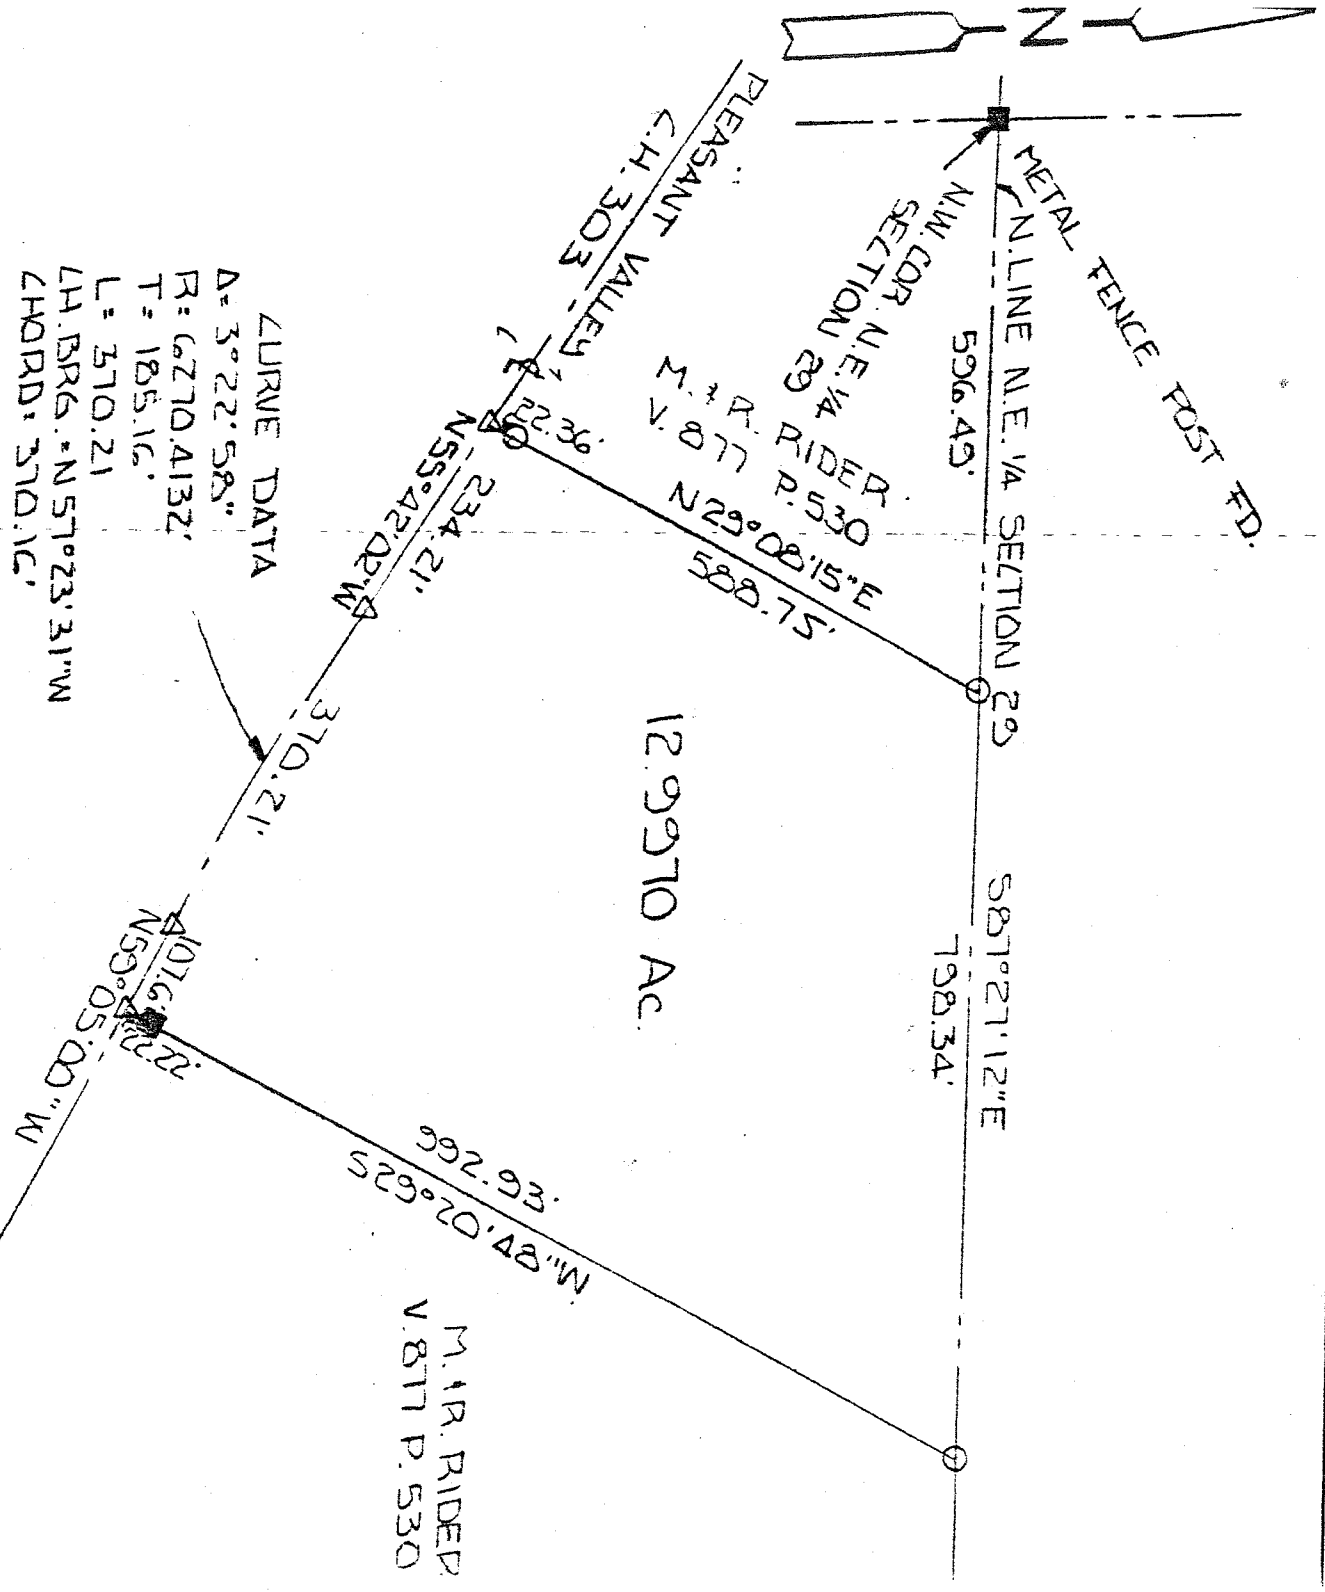 N
METAL FENCE POST FD.
N.W. COR. N.E. 1/4
SECTION 29
N. LINE N.E. 1/4 SECTION 29
596.49'
S87°27'12"E
798.34'
PLEASANT VALLEY
C.H. 303
M. & R. RIDER
V. 877 P. 530
N29°08'15"E
588.75'
22.36'
234.21'
N55°42'02"W
370.21'
12.9970 Ac.
107.6
N59°05'00"W
22.22'
992.93'
S29°20'48"W
M. & R. RIDER
V. 877 P. 530
CURVE DATA
Δ= 3°22'58"
R= 6270.4132'
T= 185.16'
L= 370.21
CH. BRG. = N57°23'31"W
CHORD= 370.16'